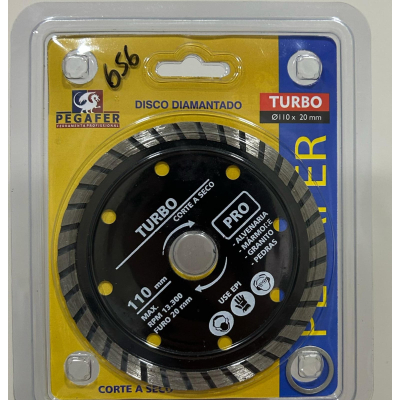 656
PEGAFER
FERRAMENTA PROFISSIONAL
DISCO DIAMANTADO
TURBO
Ø110 x 20 mm
TURBO
CORTE A SECO
PRO
- ALVENARIA
- MÁRMORE
- GRANITO
- PEDRAS
110 mm
MAX.
RPM 13.300
FURO 20 mm
USE EPI
CORTE A SECO